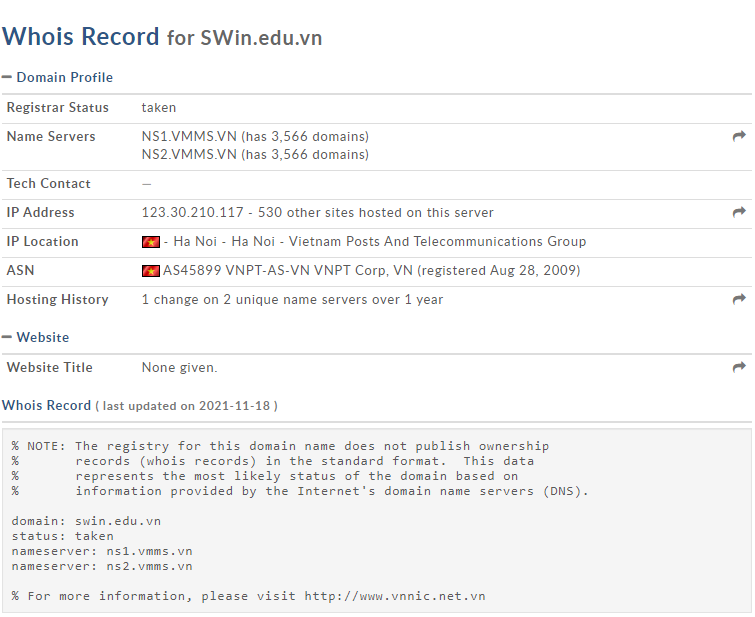 Whois Record for SWin.edu.vn
Domain Profile
Registrar Status taken
Name Servers NS1.VMMS.VN (has 3,566 domains)
NS2.VMMS.VN (has 3,566 domains)
Tech Contact —
IP Address 123.30.210.117 - 530 other sites hosted on this server
IP Location - Ha Noi - Ha Noi - Vietnam Posts And Telecommunications Group
ASN AS45899 VNPT-AS-VN VNPT Corp, VN (registered Aug 28, 2009)
Hosting History 1 change on 2 unique name servers over 1 year
Website
Website Title None given.
Whois Record ( last updated on 2021-11-18 )
% NOTE: The registry for this domain name does not publish ownership
% records (whois records) in the standard format. This data
% represents the most likely status of the domain based on
% information provided by the Internet's domain name servers (DNS).
domain: swin.edu.vn
status: taken
nameserver: ns1.vmms.vn
nameserver: ns2.vmms.vn
% For more information, please visit http://www.vnnic.net.vn